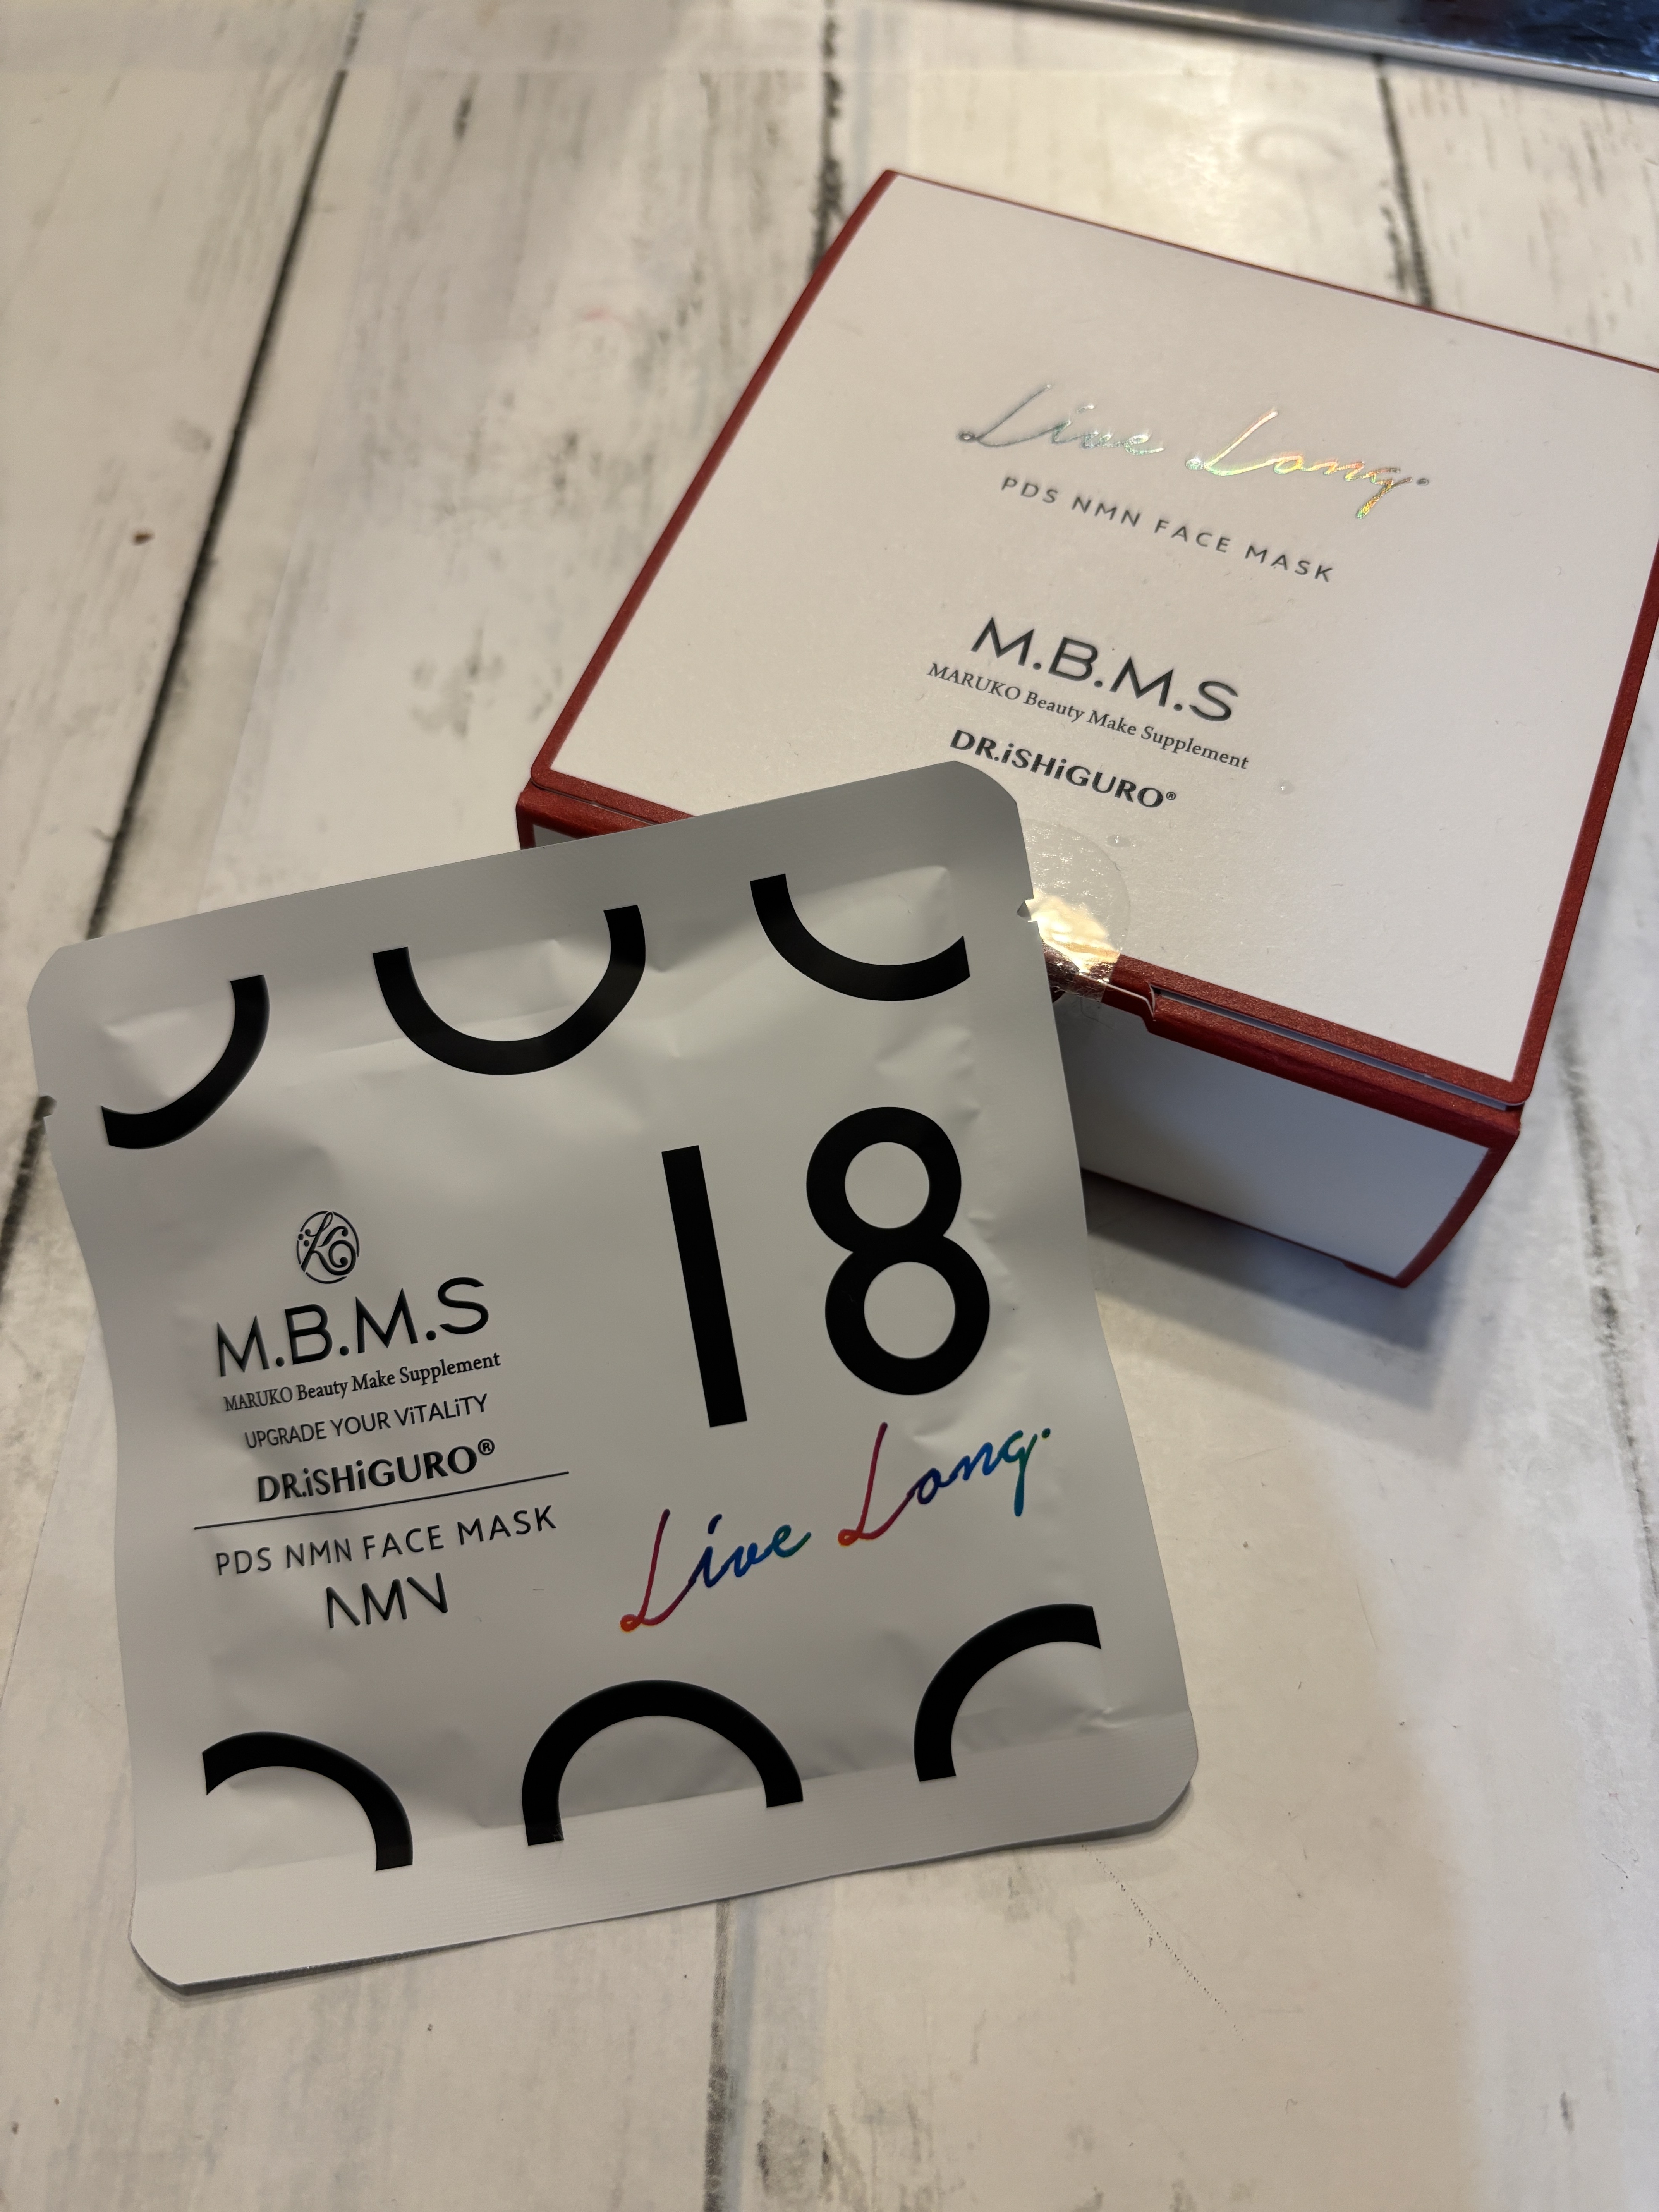 Live Long.
PDS NMN FACE MASK
M.B.M.S
MARUKO Beauty Make Supplement
DR.iSHiGURO®
18
M.B.M.S
MARUKO Beauty Make Supplement
UPGRADE YOUR ViTALiTY
DR.iSHiGURO®
PDS NMN FACE MASK
ΛMN
Live Long.